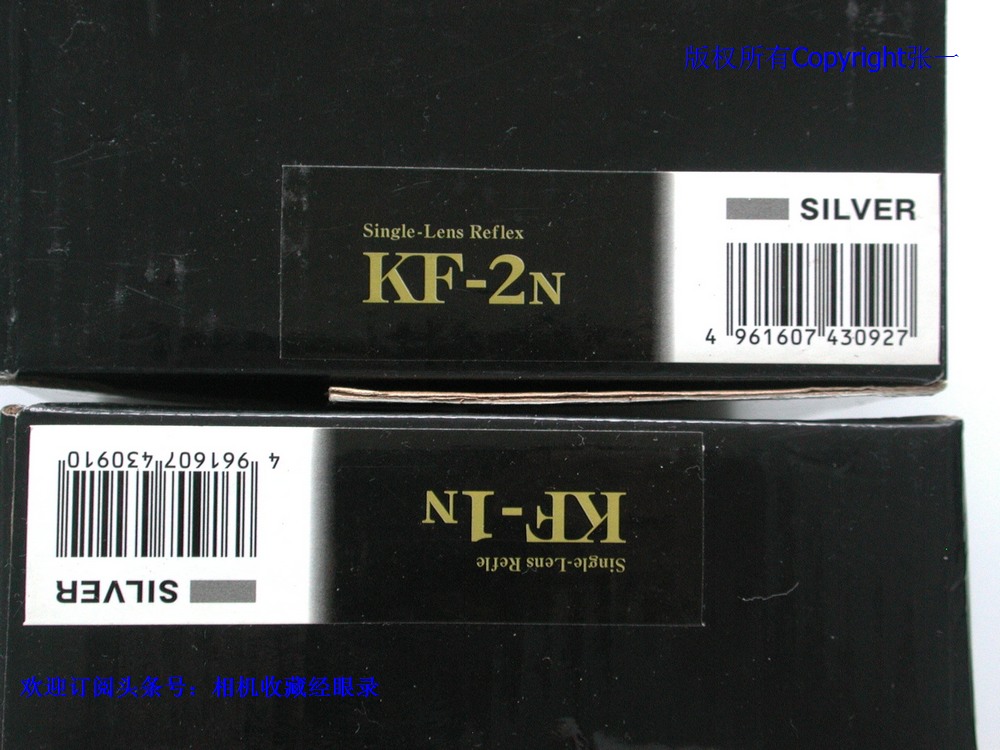 版权所有Copyright张一
SILVER
Single-Lens Reflex
KF-2N
4 961607 430927
4 961607 430910
KF-1N
Single-Lens Refle
SILVER
欢迎订阅头条号：相机收藏经眼录